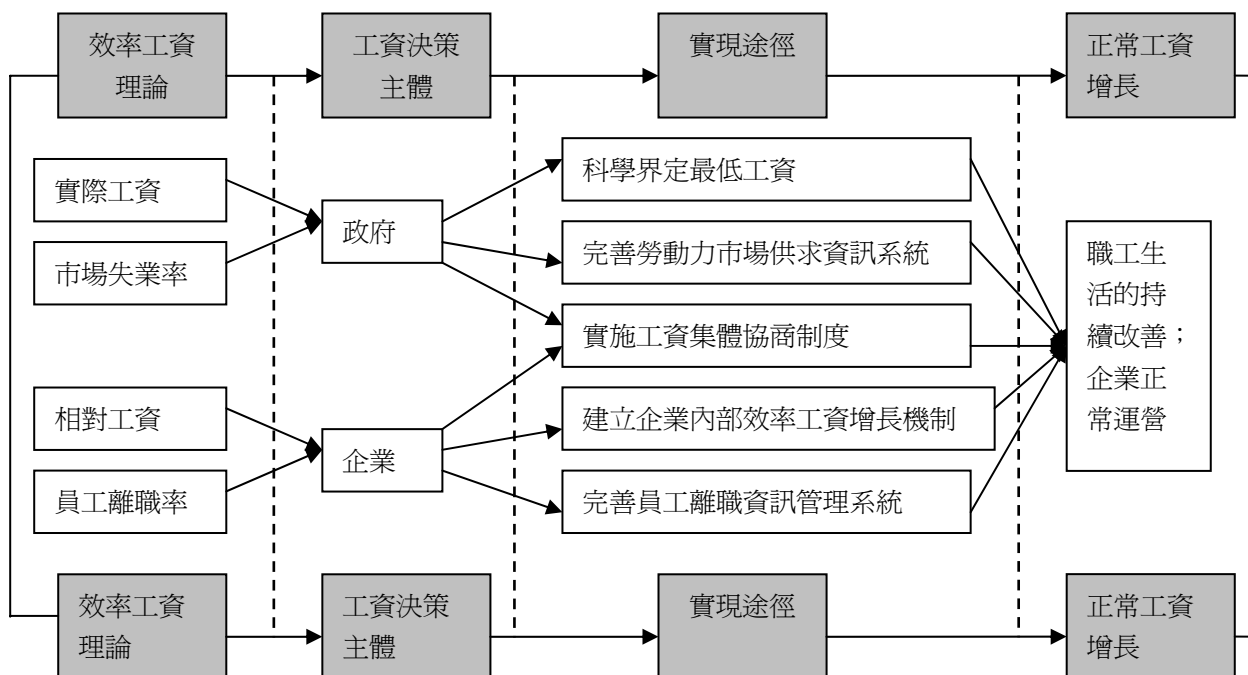 效率工資
理論
工資決策
主體
實現途徑
正常工資
增長
實際工資
市場失業率
相對工資
員工離職率
政府
企業
科學界定最低工資
完善勞動力市場供求資訊系統
實施工資集體協商制度
建立企業內部效率工資增長機制
完善員工離職資訊管理系統
職工生
活的持
續改善；
企業正
常運營
效率工資
理論
工資決策
主體
實現途徑
正常工資
增長